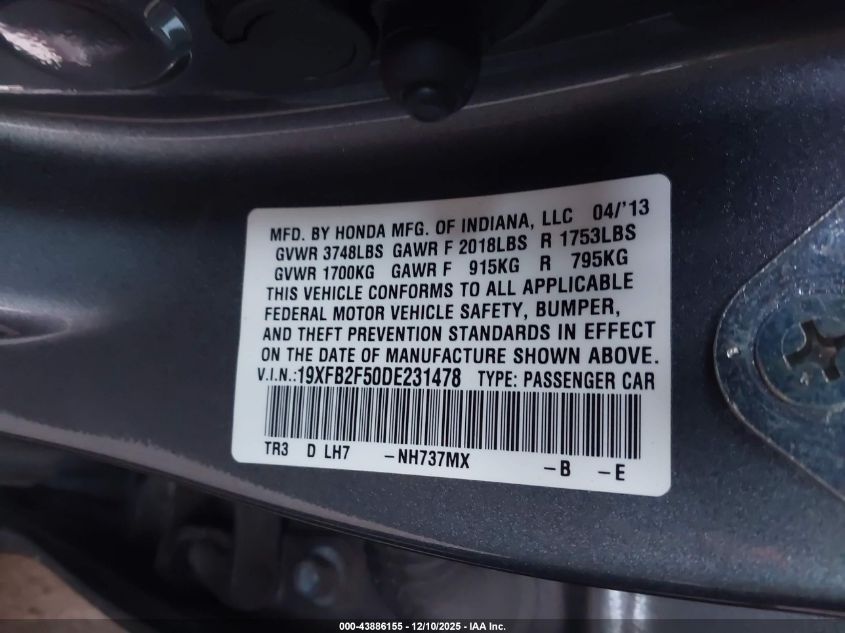 MFD. BY HONDA MFG. OF INDIANA, LLC 04/'13
GVWR 3748LBS GAWR F 2018LBS R 1753LBS
GVWR 1700KG GAWR F 915KG R 795KG
THIS VEHICLE CONFORMS TO ALL APPLICABLE
FEDERAL MOTOR VEHICLE SAFETY, BUMPER,
AND THEFT PREVENTION STANDARDS IN EFFECT
ON THE DATE OF MANUFACTURE SHOWN ABOVE.
V.I.N.:19XFB2F50DE231478 TYPE: PASSENGER CAR
TR3 D LH7 -NH737MX -B -E
000-43886155 - 12/10/2025 - IAA Inc.